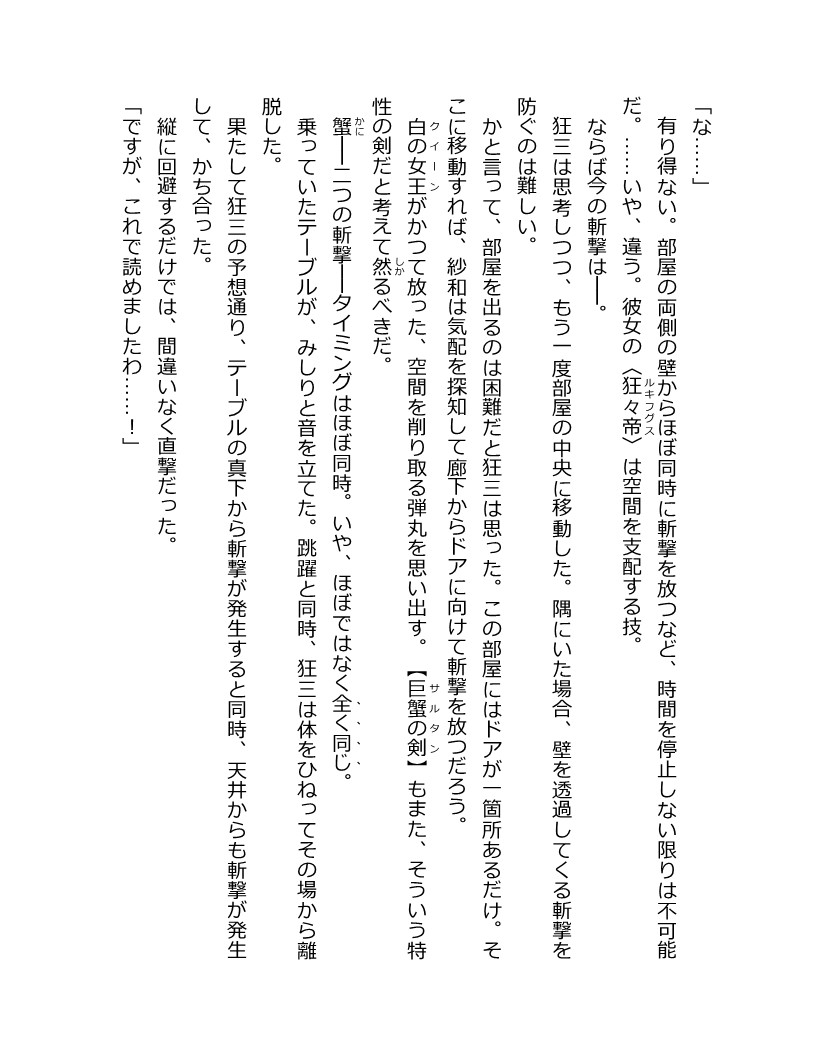 「な……」
　有り得ない。部屋の両側の壁からほぼ同時に斬撃を放つなど、時間を停止しない限りは不可能
だ。……いや、違う。彼女の〈狂々帝〉は空間を支配する技。
　ならば今の斬撃は――。
　狂三は思考しつつ、もう一度部屋の中央に移動した。隅にいた場合、壁を透過してくる斬撃を
防ぐのは難しい。
　かと言って、部屋を出るのは困難だと狂三は思った。この部屋にはドアが一箇所あるだけ。そ
こに移動すれば、紗和は気配を探知して廊下からドアに向けて斬撃を放つだろう。
　白の女王がかつて放った、空間を削り取る弾丸を思い出す。【巨蟹の剣】もまた、そういう特
性の剣だと考えて然るべきだ。
　蟹――二つの斬撃――タイミングはほぼ同時。いや、ほぼではなく全く同じ。
　乗っていたテーブルが、みしりと音を立てた。跳躍と同時、狂三は体をひねってその場から離
脱した。
　果たして狂三の予想通り、テーブルの真下から斬撃が発生すると同時、天井からも斬撃が発生
して、かち合った。
　縦に回避するだけでは、間違いなく直撃だった。
「ですが、これで読めましたわ……！」